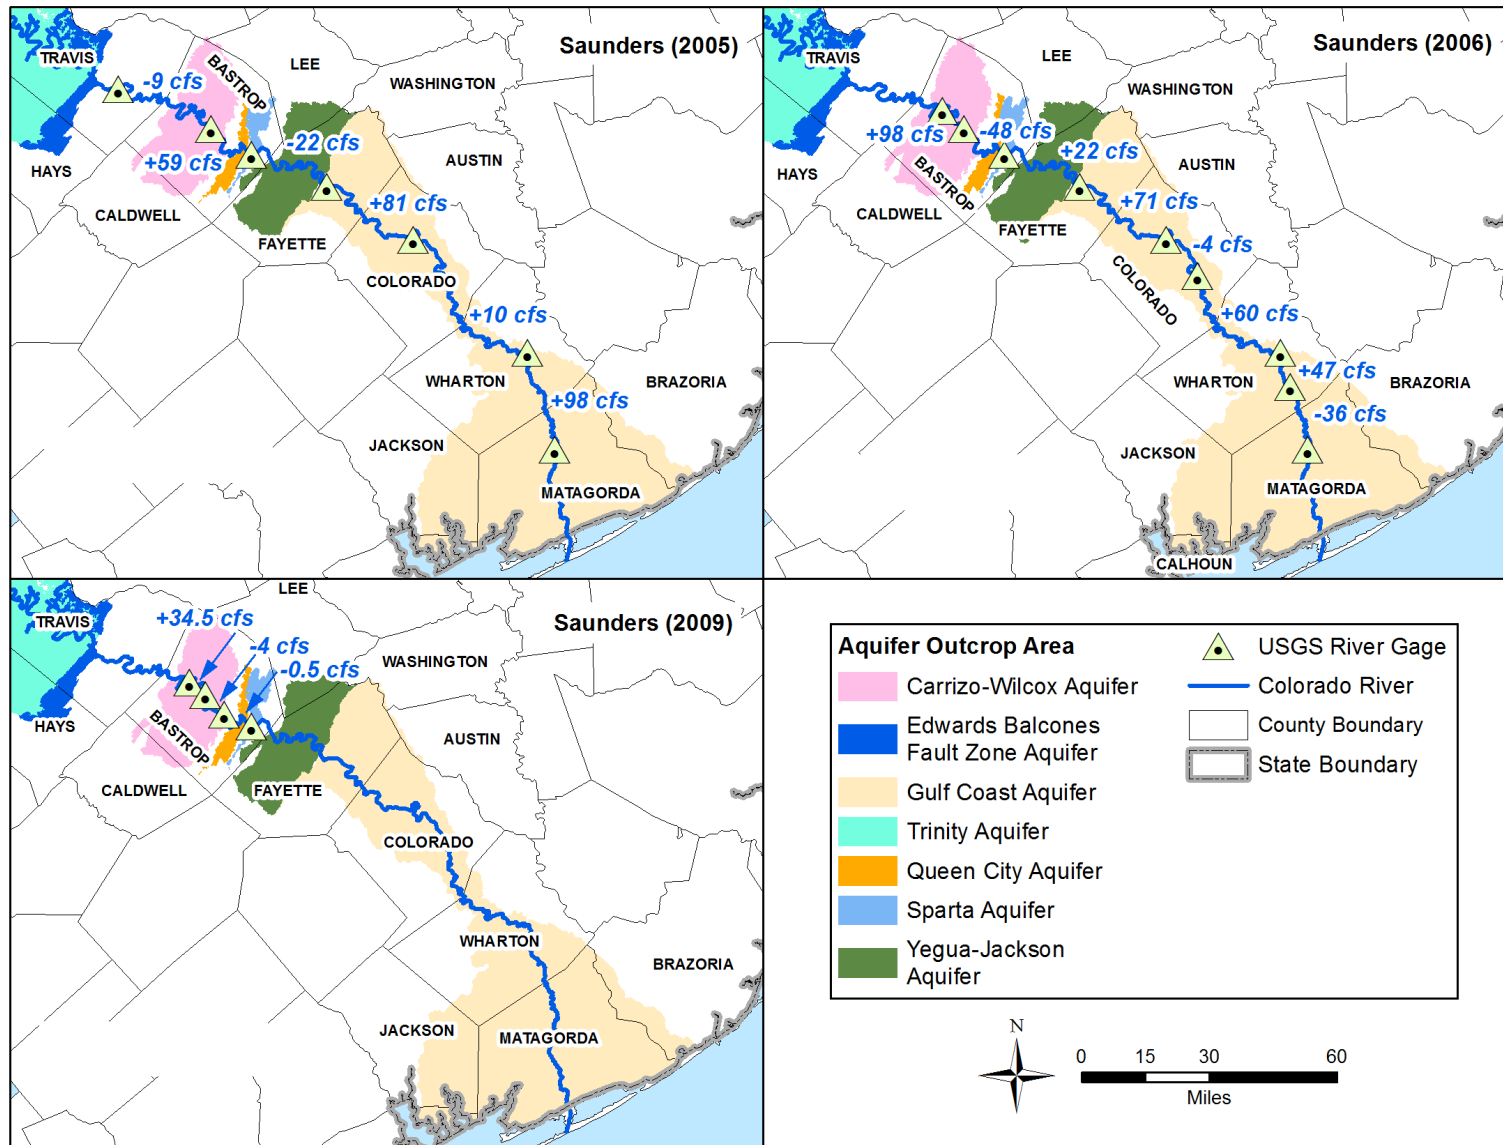 Saunders (2005)
TRAVIS
LEE
-9 cfs
BASTROP
WASHINGTON
-22 cfs
+59 cfs
AUSTIN
HAYS
+81 cfs
CALDWELL
FAYETTE
COLORADO
+10 cfs
WHARTON
BRAZORIA
+98 cfs
JACKSON
MATAGORDA
Saunders (2006)
LEE
TRAVIS
WASHINGTON
+98 cfs
-48 cfs
+22 cfs
AUSTIN
HAYS
BASTROP
+71 cfs
CALDWELL
FAYETTE
-4 cfs
COLORADO
+60 cfs
+47 cfs
WHARTON
BRAZORIA
-36 cfs
JACKSON
MATAGORDA
CALHOUN
LEE
Saunders (2009)
TRAVIS
+34.5 cfs
-4 cfs
-0.5 cfs
WASHINGTON
HAYS
BASTROP
AUSTIN
CALDWELL
FAYETTE
COLORADO
WHARTON
BRAZORIA
JACKSON
MATAGORDA
Aquifer Outcrop Area
Carrizo-Wilcox Aquifer
Edwards Balcones
Fault Zone Aquifer
Gulf Coast Aquifer
Trinity Aquifer
Queen City Aquifer
Sparta Aquifer
Yegua-Jackson
Aquifer
USGS River Gage
Colorado River
County Boundary
State Boundary
N
0 15 30 60
Miles